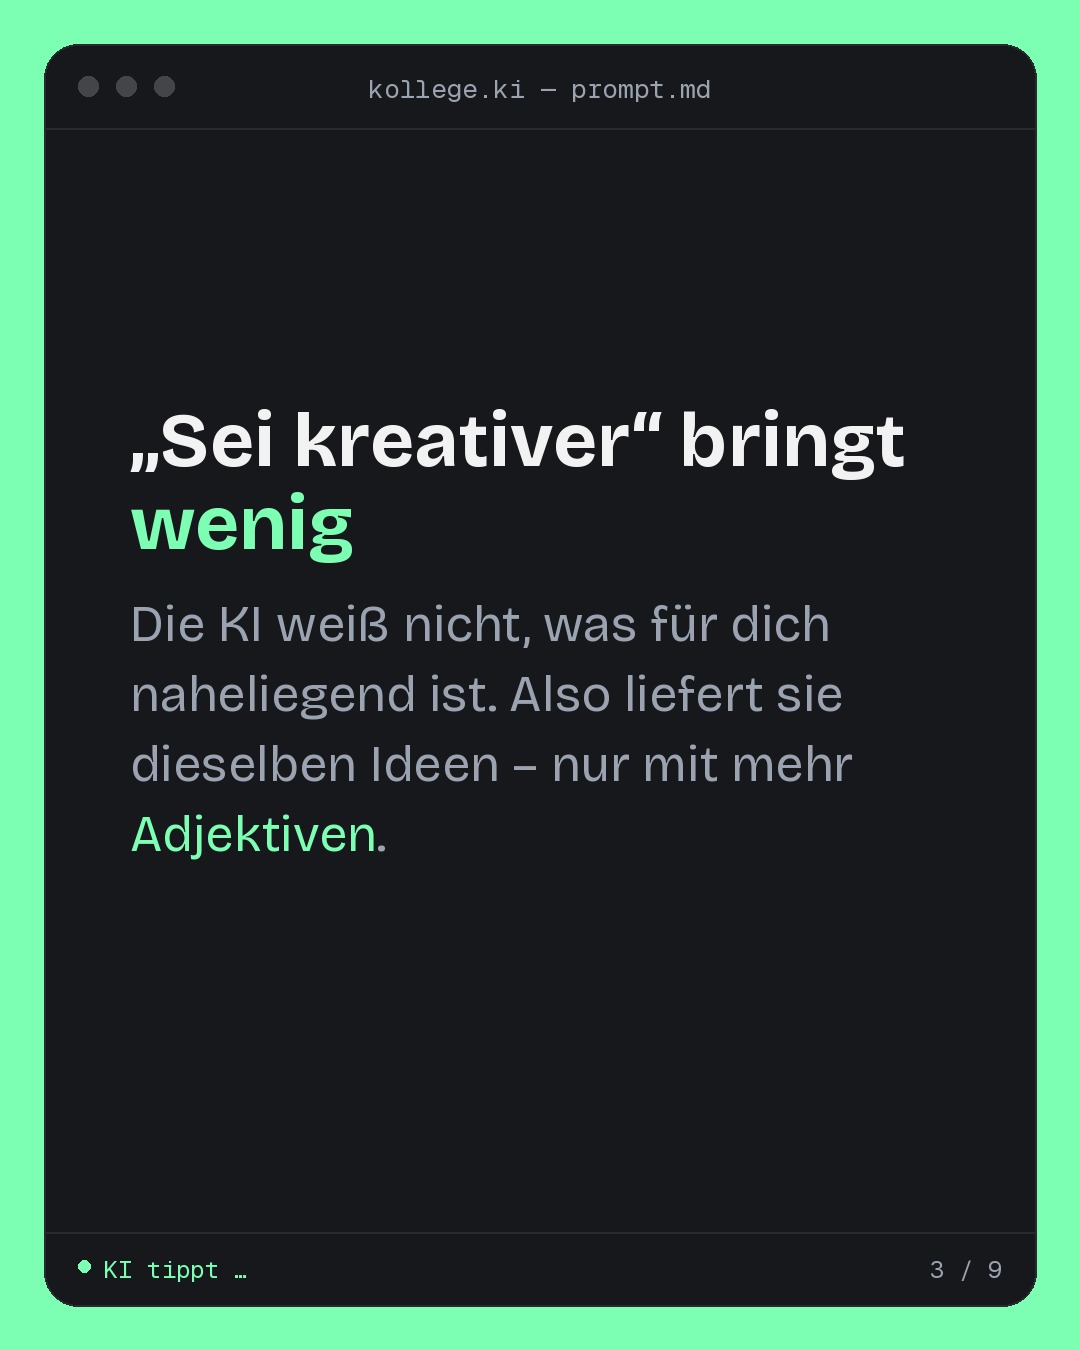 kollege.ki — prompt.md
„Sei kreativer“ bringt
wenig
Die KI weiß nicht, was für dich
naheliegend ist. Also liefert sie
dieselben Ideen – nur mit mehr
Adjektiven.
KI tippt …
3 / 9